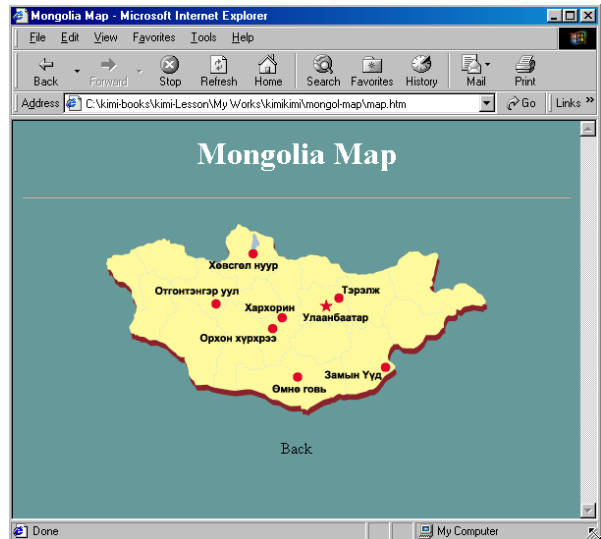 Mongolia Map - Microsoft Internet Explorer
File Edit View Favorites Tools Help
Back Forward Stop Refresh Home Search Favorites History Mail Print
Address C:\kimi-books\kimi-Lesson\My Works\kimikimi\mongol-map\map.htm Go Links »
Mongolia Map
Хөвсгөл нуур
Отгонтэнгэр уул
Тэрэлж
Хархорин
Улаанбаатар
Орхон хүрхрээ
Замын Үүд
Өмнө говь
Back
Done My Computer